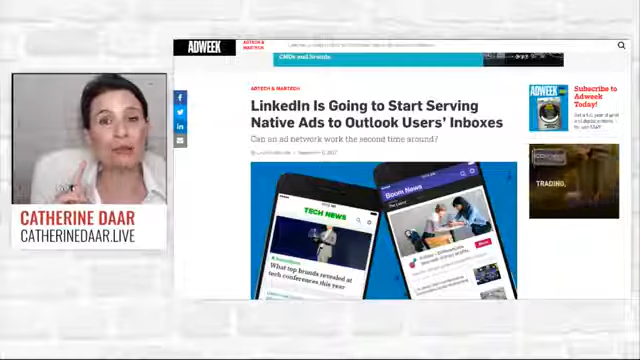 ADWEEK
ADTECH &
MARTECH
CMOs and Brands
ADTECH & MARTECH
LinkedIn Is Going to Start Serving
Native Ads to Outlook Users' Inboxes
Can an ad network work the second time around?
ADWEEK
Subscribe to
Adweek
Today!
TRADING,
TECH NEWS
What top brands revealed at
tech conferences this year
Boom News
CATHERINE DAAR
CATHERINEDAAR.LIVE